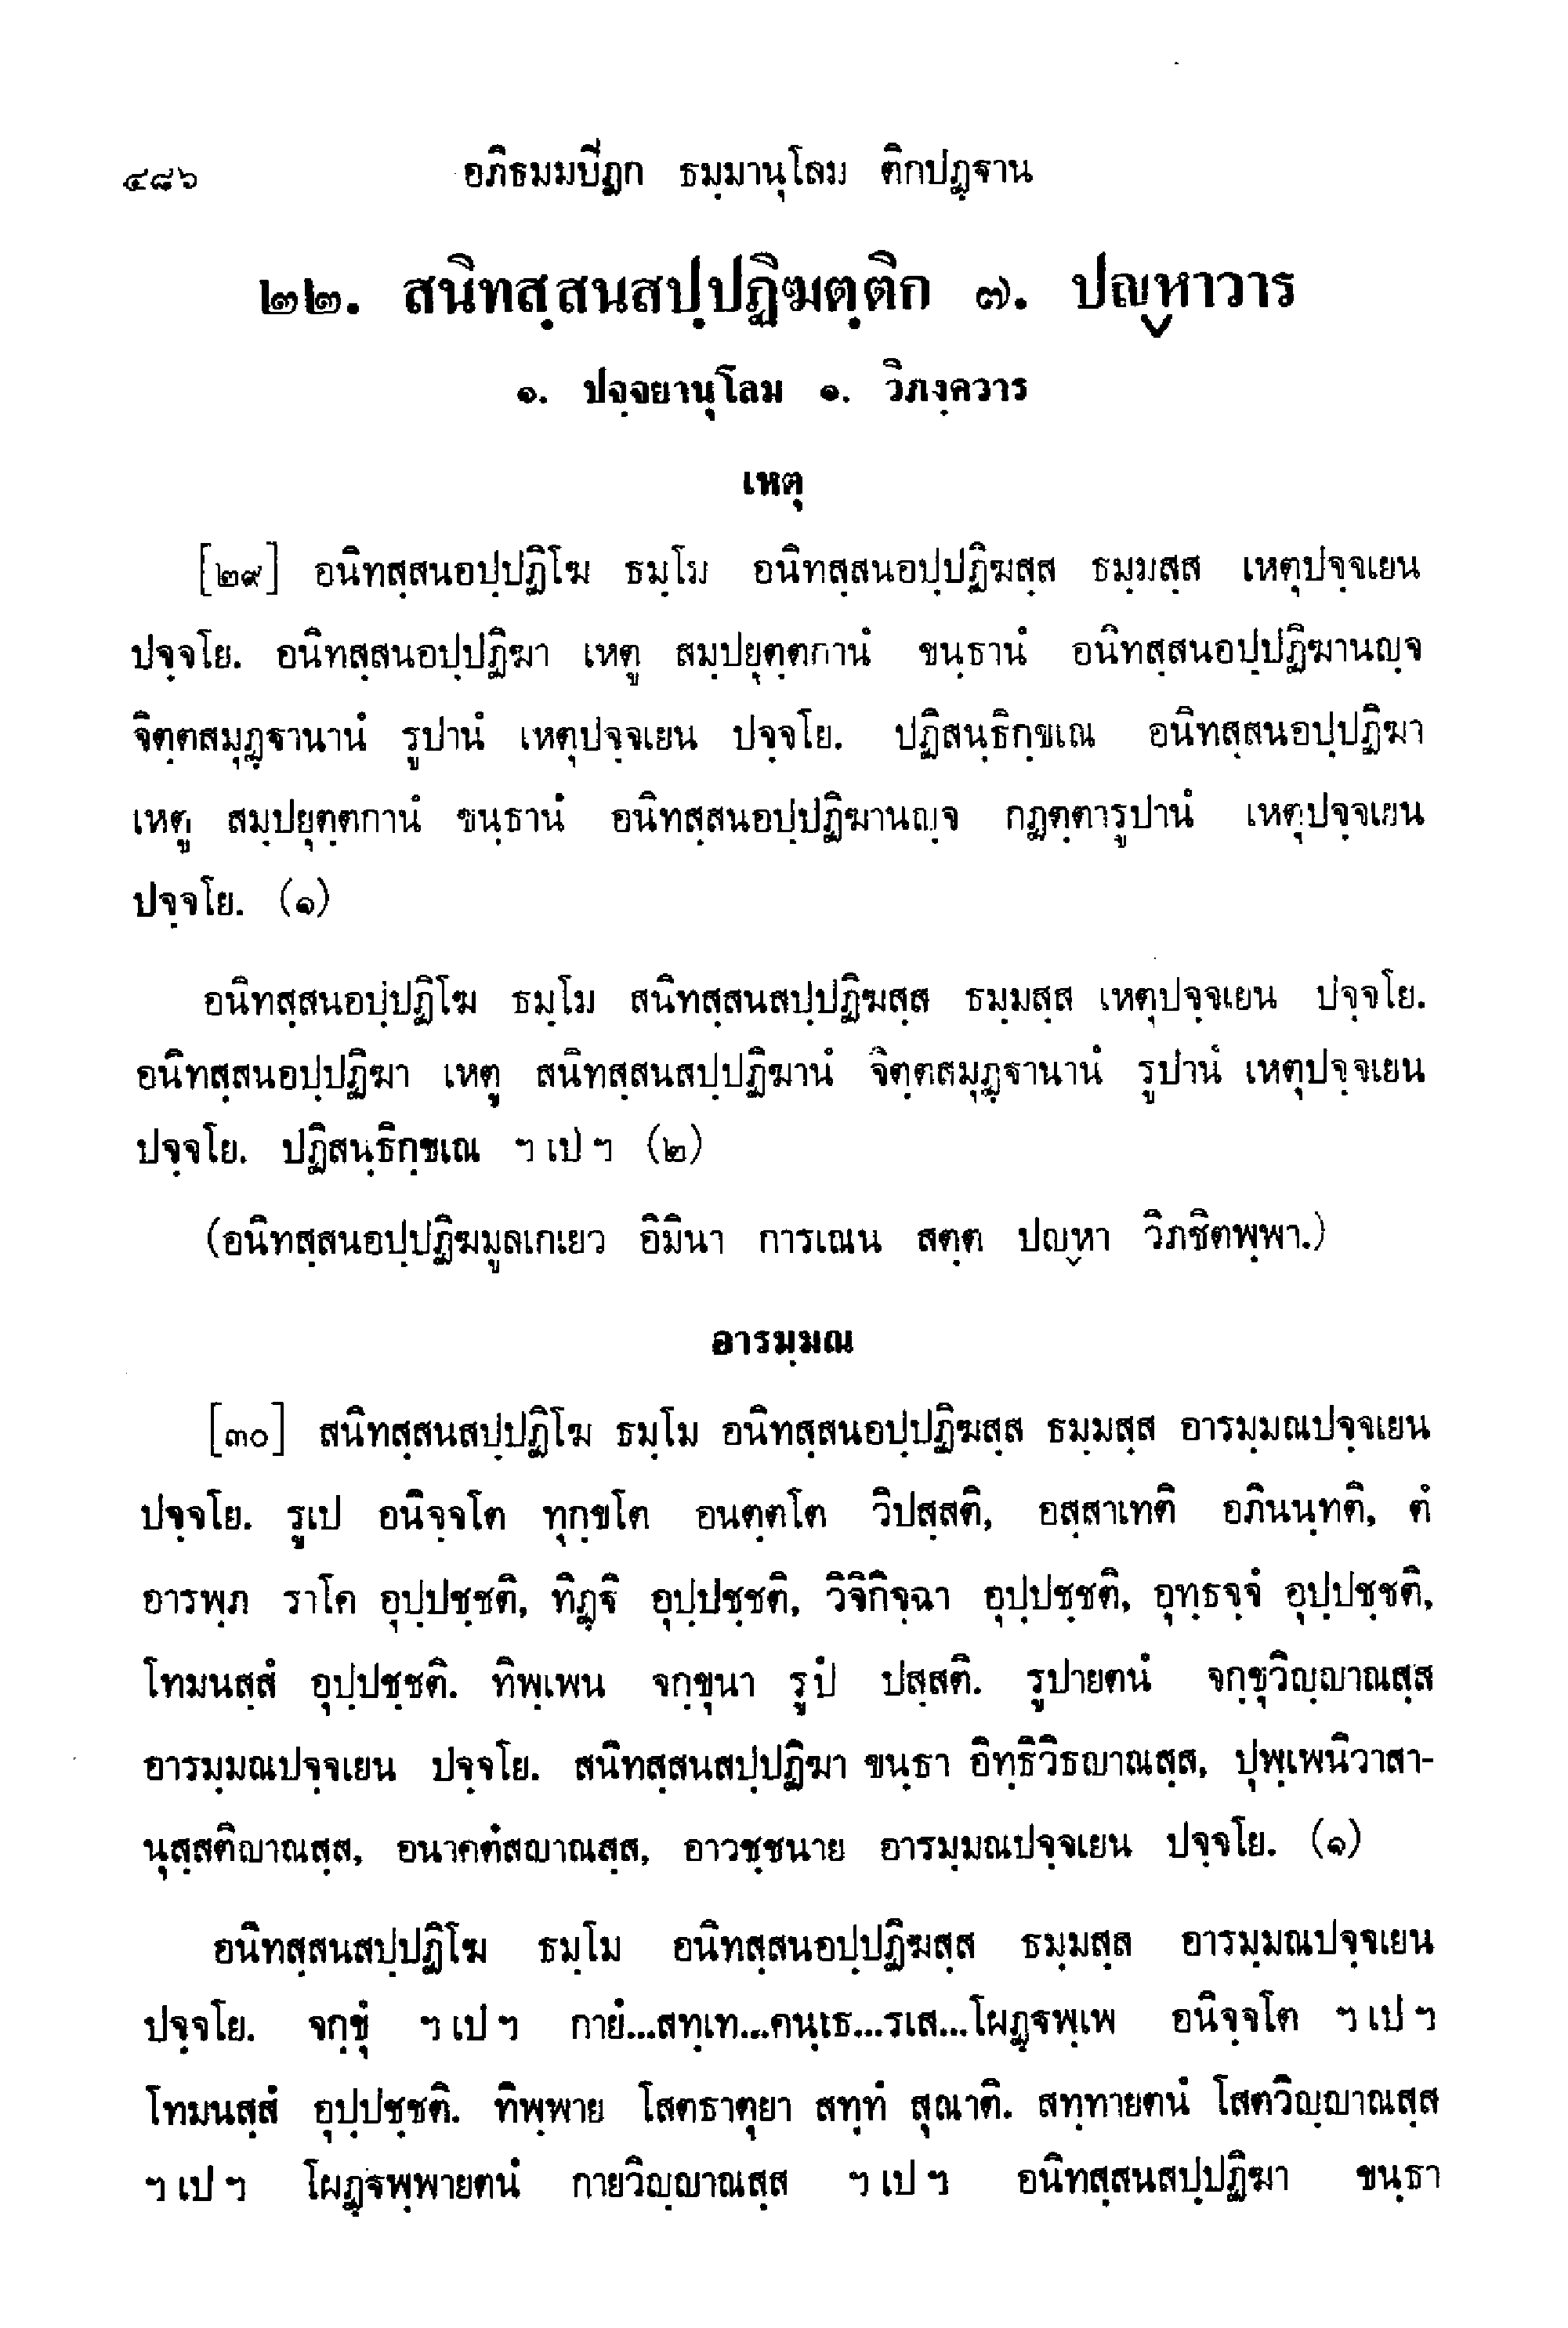 ๔๘๖ อภิธมมบีฏก ธมฺมานุโลม ติกปฏฺฐาน
๒๒. สนิทสฺสนสปฺปฏิฆตฺติก ๗. ปญฺหาวาร
๑. ปจฺจยานุโลม ๑. วิภงฺควาร
เหตุ
[๒๙] อนิทสฺสนอปฺปฏิโฆ ธมฺโม อนิทสฺสนอปฺปฏิฆสฺส ธมฺมสฺส เหตุปจฺจเยน
ปจฺจโย. อนิทสฺสนอปฺปฏิฆา เหตู สมฺปยุตฺตกานํ ขนฺธานํ อนิทสฺสนอปฺปฏิฆานญฺจ
จิตฺตสมุฏฺฐานานํ รูปานํ เหตุปจฺจเยน ปจฺจโย. ปฏิสนฺธิกฺขเณ อนิทสฺสนอปฺปฏิฆา
เหตู สมฺปยุตฺตกานํ ขนฺธานํ อนิทสฺสนอปฺปฏิฆานญฺจ กฏตฺตารูปานํ เหตุปจฺจเยน
ปจฺจโย. (๑)
อนิทสฺสนอปฺปฏิโฆ ธมฺโม สนิทสฺสนสปฺปฏิฆสฺส ธมฺมสฺส เหตุปจฺจเยน ปจฺจโย.
อนิทสฺสนอปฺปฏิฆา เหตู สนิทสฺสนสปฺปฏิฆานํ จิตฺตสมุฏฺฐานานํ รูปานํ เหตุปจฺจเยน
ปจฺจโย. ปฏิสนฺธิกฺขเณ ฯ เป ฯ (๒)
(อนิทสฺสนอปฺปฏิฆมูลเกเยว อิมินา การเณน สตฺต ปญฺหา วิภชิตพฺพา.)
อารมฺมณ
[๓๐] สนิทสฺสนสปฺปฏิโฆ ธมฺโม อนิทสฺสนอปฺปฏิฆสฺส ธมฺมสฺส อารมฺมณปจฺจเยน
ปจฺจโย. รูเป อนิจฺจโต ทุกฺขโต อนตฺตโต วิปสฺสติ, อสฺสาเทติ อภินนฺทติ, ตํ
อารพฺภ ราโค อุปฺปชฺชติ, ทิฏฺฐิ อุปฺปชฺชติ, วิจิกิจฺฉา อุปฺปชฺชติ, อุทฺธจฺจํ อุปฺปชฺชติ,
โทมนสฺสํ อุปฺปชฺชติ. ทิพฺเพน จกฺขุนา รูปํ ปสฺสติ. รูปายตนํ จกฺขุวิญฺญาณสฺส
อารมฺมณปจฺจเยน ปจฺจโย. สนิทสฺสนสปฺปฏิฆา ขนฺธา อิทฺธิวิธญาณสฺส, ปุพฺเพนิวาสา-
นุสฺสติญาณสฺส, อนาคตํสญาณสฺส, อาวชฺชนาย อารมฺมณปจฺจเยน ปจฺจโย. (๑)
อนิทสฺสนสปฺปฏิโฆ ธมฺโม อนิทสฺสนอปฺปฏิฆสฺส ธมฺมสฺส อารมฺมณปจฺจเยน
ปจฺจโย. จกฺขุํ ฯ เป ฯ กายํ...สทฺเท...คนฺเธ...รเส...โผฏฺฐพฺเพ อนิจฺจโต ฯ เป ฯ
โทมนสฺสํ อุปฺปชฺชติ. ทิพฺพาย โสตธาตุยา สทฺทํ สุณาติ. สทฺทายตนํ โสตวิญฺญาณสฺส
ฯ เป ฯ โผฏฺฐพฺพายตนํ กายวิญฺญาณสฺส ฯ เป ฯ อนิทสฺสนสปฺปฏิฆา ขนฺธา